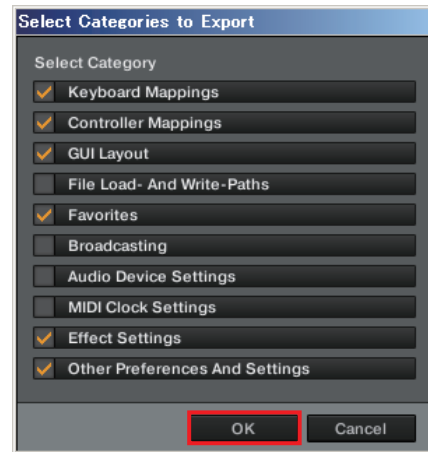 Select Categories to Export
Select Category
Keyboard Mappings
Controller Mappings
GUI Layout
File Load- And Write-Paths
Favorites
Broadcasting
Audio Device Settings
MIDI Clock Settings
Effect Settings
Other Preferences And Settings
OK Cancel